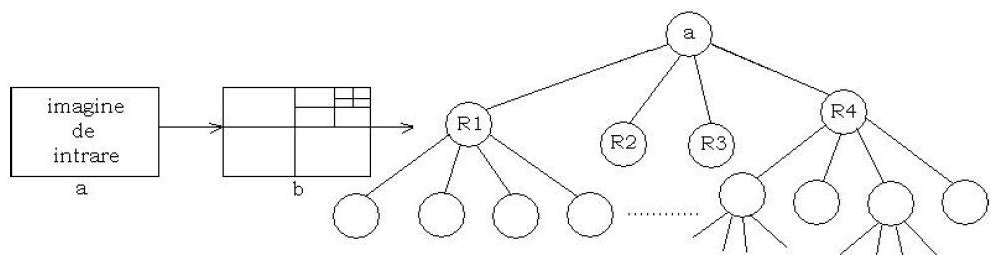 imagine
de
intrare
a
b
a
R1
R2
R3
R4